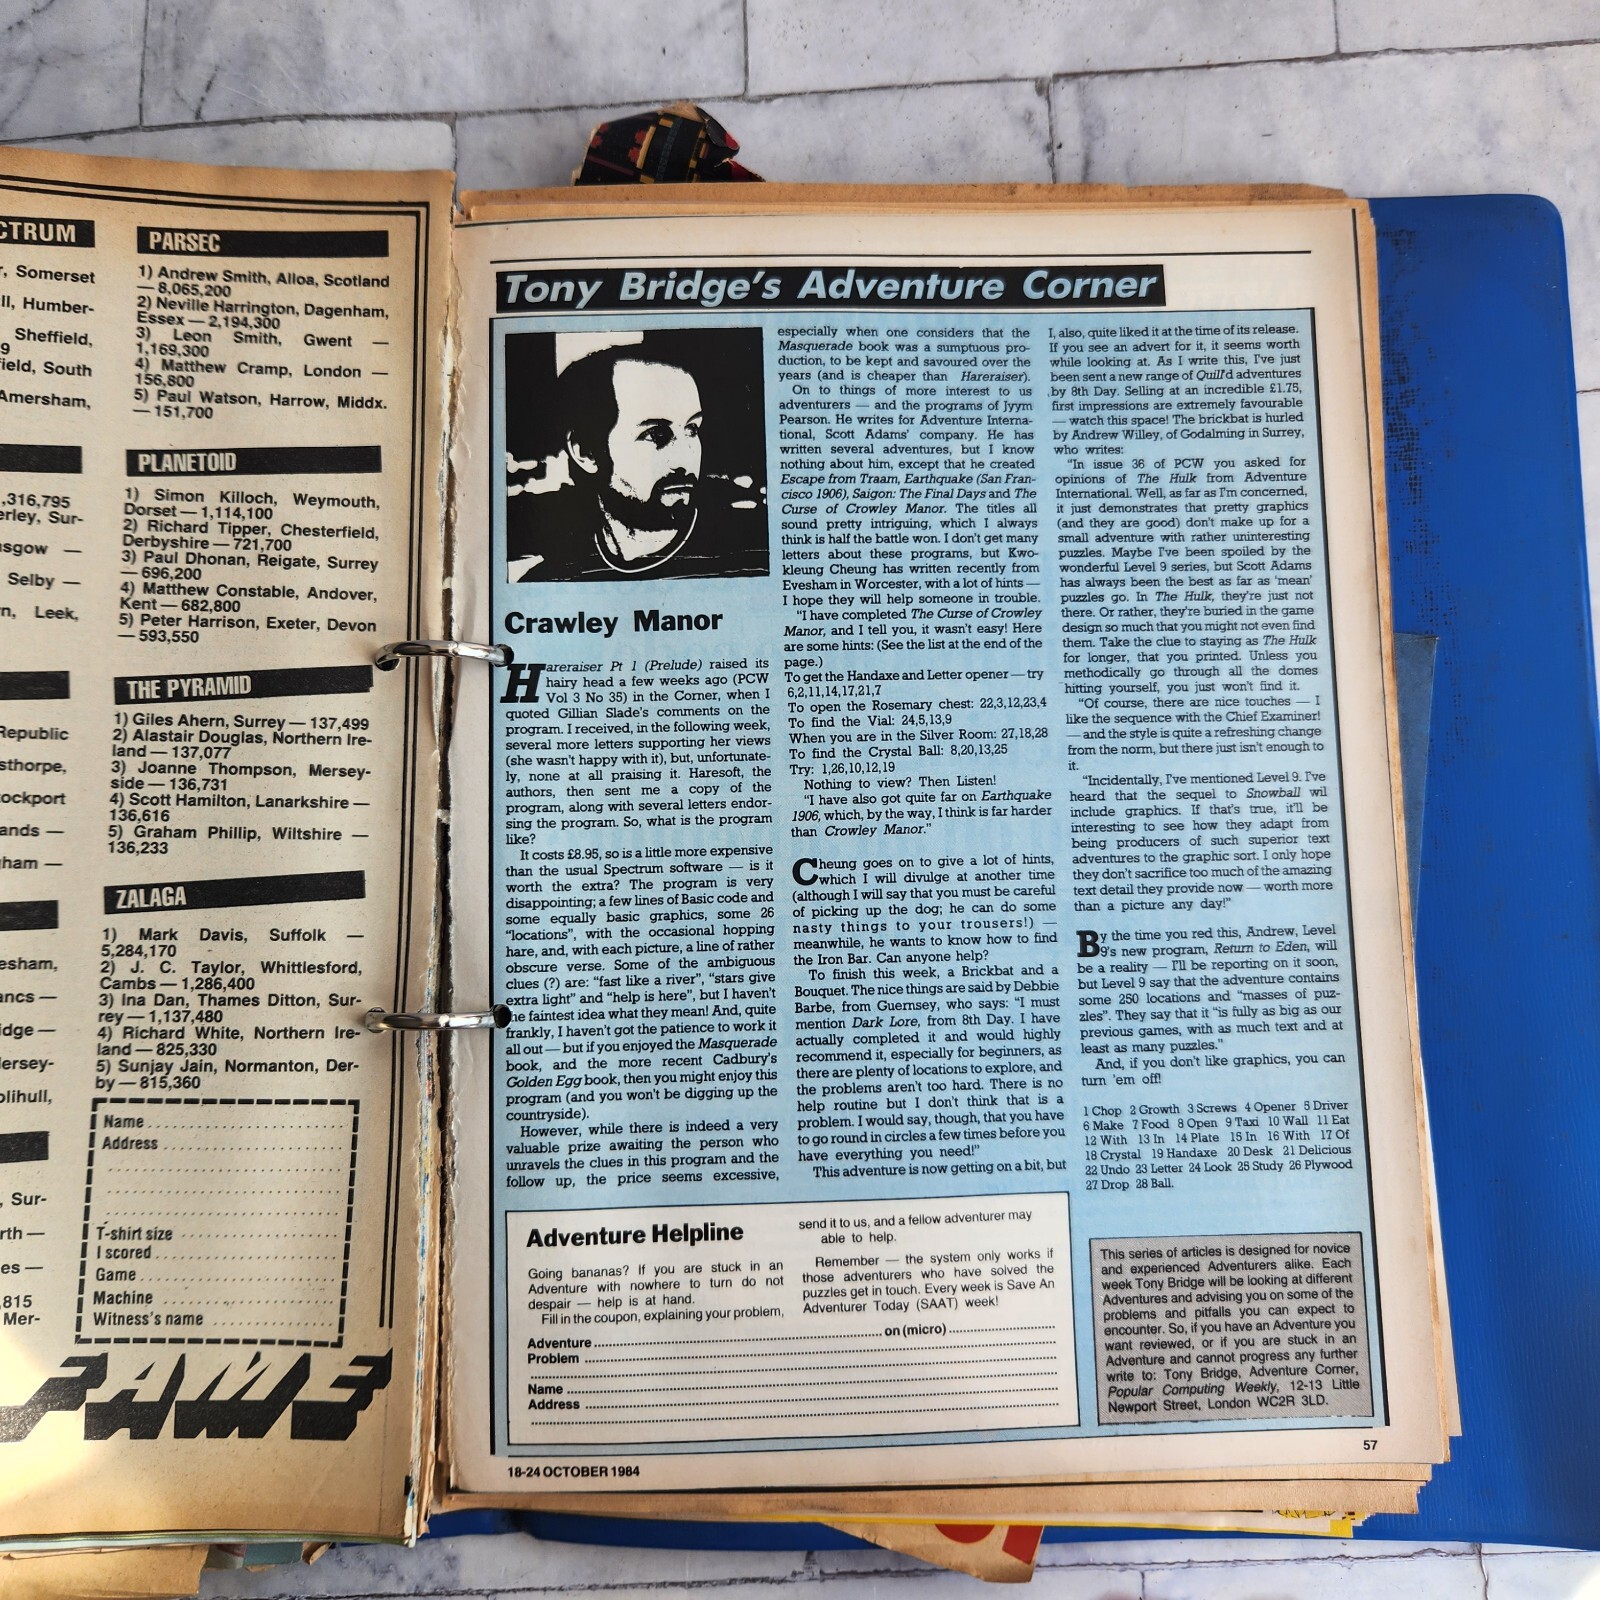 CTRUM
r, Somerset
ll, Humber-
Sheffield,
9
field, South
Amersham,
,316,795
erley, Sur-
sgow —
Selby —
rn, Leek,
Republic
sthorpe,
tockport
ands —
gham —
esham,
ancs —
idge —
ersey-
olihull,
, Sur-
rth —
es —
,815
Mer-
PARSEC
1) Andrew Smith, Alloa, Scotland
— 8,065,200
2) Neville Harrington, Dagenham,
Essex — 2,194,300
3) Leon Smith, Gwent —
1,169,300
4) Matthew Cramp, London —
156,800
5) Paul Watson, Harrow, Middx.
— 151,700
PLANETOID
1) Simon Killoch, Weymouth,
Dorset — 1,114,100
2) Richard Tipper, Chesterfield,
Derbyshire — 721,700
3) Paul Dhonan, Reigate, Surrey
— 696,200
4) Matthew Constable, Andover,
Kent — 682,800
5) Peter Harrison, Exeter, Devon
— 593,550
THE PYRAMID
1) Giles Ahern, Surrey — 137,499
2) Alastair Douglas, Northern Ire-
land — 137,077
3) Joanne Thompson, Mersey-
side — 136,731
4) Scott Hamilton, Lanarkshire —
136,616
5) Graham Phillip, Wiltshire —
136,233
ZALAGA
1) Mark Davis, Suffolk —
5,284,170
2) J. C. Taylor, Whittlesford,
Cambs — 1,286,400
3) Ina Dan, Thames Ditton, Sur-
rey — 1,137,480
4) Richard White, Northern Ire-
land — 825,330
5) Sunjay Jain, Normanton, Der-
by — 815,360
Name
Address
T-shirt size
I scored
Game
Machine
Witness's name
FAME
Tony Bridge's Adventure Corner
Crawley Manor
Hareraiser Pt 1 (Prelude) raised its
hairy head a few weeks ago (PCW
Vol 3 No 35) in the Corner, when I
quoted Gillian Slade's comments on the
program. I received, in the following week,
several more letters supporting her views
(she wasn't happy with it), but, unfortunate-
ly, none at all praising it. Haresoft, the
authors, then sent me a copy of the
program, along with several letters endor-
sing the program. So, what is the program
like?
It costs £8.95, so is a little more expensive
than the usual Spectrum software — is it
worth the extra? The program is very
disappointing; a few lines of Basic code and
some equally basic graphics, some 26
"locations", with the occasional hopping
hare, and, with each picture, a line of rather
obscure verse. Some of the ambiguous
clues (?) are: "fast like a river", "stars give
extra light" and "help is here", but I haven't
the faintest idea what they mean! And, quite
frankly, I haven't got the patience to work it
all out — but if you enjoyed the Masquerade
book, and the more recent Cadbury's
Golden Egg book, then you might enjoy this
program (and you won't be digging up the
countryside).
However, while there is indeed a very
valuable prize awaiting the person who
unravels the clues in this program and the
follow up, the price seems excessive,
especially when one considers that the
Masquerade book was a sumptuous pro-
duction, to be kept and savoured over the
years (and is cheaper than Hareraiser).
On to things of more interest to us
adventurers — and the programs of Jyym
Pearson. He writes for Adventure Interna-
tional, Scott Adams' company. He has
written several adventures, but I know
nothing about him, except that he created
Escape from Traam, Earthquake (San Fran-
cisco 1906), Saigon: The Final Days and The
Curse of Crowley Manor. The titles all
sound pretty intriguing, which I always
think is half the battle won. I don't get many
letters about these programs, but Kwo-
kleung Cheung has written recently from
Evesham in Worcester, with a lot of hints —
I hope they will help someone in trouble.
"I have completed The Curse of Crowley
Manor, and I tell you, it wasn't easy! Here
are some hints: (See the list at the end of the
page.)
To get the Handaxe and Letter opener — try
6,2,11,14,17,21,7
To open the Rosemary chest: 22,3,12,23,4
To find the Vial: 24,5,13,9
When you are in the Silver Room: 27,18,28
To find the Crystal Ball: 8,20,13,25
Try: 1,26,10,12,19
Nothing to view? Then Listen!
"I have also got quite far on Earthquake
1906, which, by the way, I think is far harder
than Crowley Manor."
Cheung goes on to give a lot of hints,
which I will divulge at another time
(although I will say that you must be careful
of picking up the dog; he can do some
nasty things to your trousers!) —
meanwhile, he wants to know how to find
the Iron Bar. Can anyone help?
To finish this week, a Brickbat and a
Bouquet. The nice things are said by Debbie
Barbe, from Guernsey, who says: "I must
mention Dark Lore, from 8th Day. I have
actually completed it and would highly
recommend it, especially for beginners, as
there are plenty of locations to explore, and
the problems aren't too hard. There is no
help routine but I don't think that is a
problem. I would say, though, that you have
to go round in circles a few times before you
have everything you need!"
This adventure is now getting on a bit, but
I, also, quite liked it at the time of its release.
If you see an advert for it, it seems worth
while looking at. As I write this, I've just
been sent a new range of Quill'd adventures
by 8th Day. Selling at an incredible £1.75,
first impressions are extremely favourable
— watch this space! The brickbat is hurled
by Andrew Willey, of Godalming in Surrey,
who writes:
"In issue 36 of PCW you asked for
opinions of The Hulk from Adventure
International. Well, as far as I'm concerned,
it just demonstrates that pretty graphics
(and they are good) don't make up for a
small adventure with rather uninteresting
puzzles. Maybe I've been spoiled by the
wonderful Level 9 series, but Scott Adams
has always been the best as far as 'mean'
puzzles go. In The Hulk, they're just not
there. Or rather, they're buried in the game
design so much that you might not even find
them. Take the clue to staying as The Hulk
for longer, that you printed. Unless you
methodically go through all the domes
hitting yourself, you just won't find it.
"Of course, there are nice touches — I
like the sequence with the Chief Examiner!
— and the style is quite a refreshing change
from the norm, but there just isn't enough to
it.
"Incidentally, I've mentioned Level 9. I've
heard that the sequel to Snowball wil
include graphics. If that's true, it'll be
interesting to see how they adapt from
being producers of such superior text
adventures to the graphic sort. I only hope
they don't sacrifice too much of the amazing
text detail they provide now — worth more
than a picture any day!"
By the time you red this, Andrew, Level
9's new program, Return to Eden, will
be a reality — I'll be reporting on it soon,
but Level 9 say that the adventure contains
some 250 locations and "masses of puz-
zles". They say that it "is fully as big as our
previous games, with as much text and at
least as many puzzles."
And, if you don't like graphics, you can
turn 'em off!
1 Chop 2 Growth 3 Screws 4 Opener 5 Driver
6 Make 7 Food 8 Open 9 Taxi 10 Wall 11 Eat
12 With 13 In 14 Plate 15 In 16 With 17 Of
18 Crystal 19 Handaxe 20 Desk 21 Delicious
22 Undo 23 Letter 24 Look 25 Study 26 Plywood
27 Drop 28 Ball.
Adventure Helpline
Going bananas? If you are stuck in an
Adventure with nowhere to turn do not
despair — help is at hand.
Fill in the coupon, explaining your problem,
send it to us, and a fellow adventurer may
able to help.
Remember — the system only works if
those adventurers who have solved the
puzzles get in touch. Every week is Save An
Adventurer Today (SAAT) week!
Adventure on (micro)
Problem
Name
Address
This series of articles is designed for novice
and experienced Adventurers alike. Each
week Tony Bridge will be looking at different
Adventures and advising you on some of the
problems and pitfalls you can expect to
encounter. So, if you have an Adventure you
want reviewed, or if you are stuck in an
Adventure and cannot progress any further
write to: Tony Bridge, Adventure Corner,
Popular Computing Weekly, 12-13 Little
Newport Street, London WC2R 3LD.
18-24 OCTOBER 1984
57